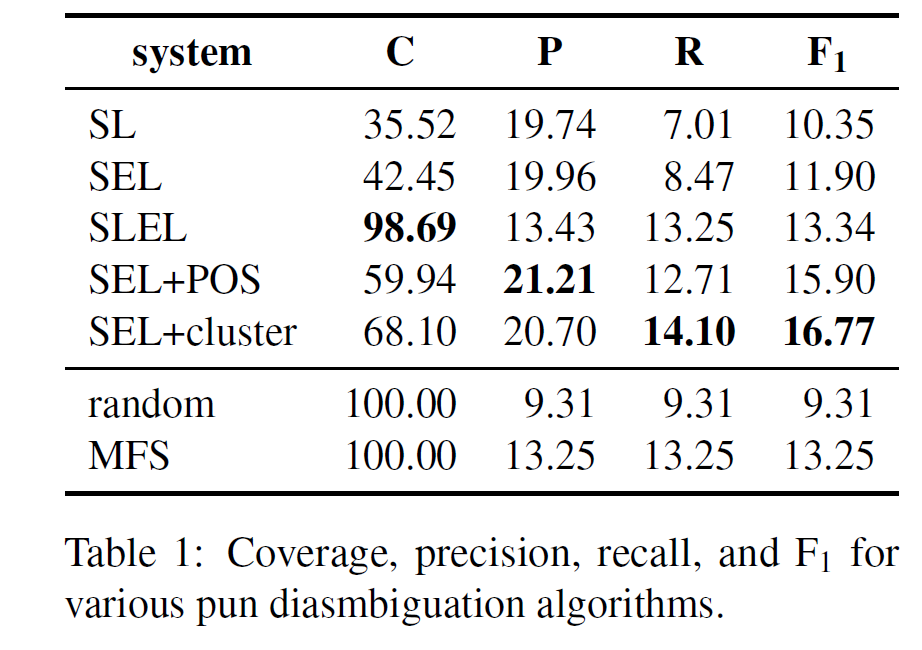 system C P R F₁
SL 35.52 19.74 7.01 10.35
SEL 42.45 19.96 8.47 11.90
SLEL 98.69 13.43 13.25 13.34
SEL+POS 59.94 21.21 12.71 15.90
SEL+cluster 68.10 20.70 14.10 16.77
random 100.00 9.31 9.31 9.31
MFS 100.00 13.25 13.25 13.25
Table 1: Coverage, precision, recall, and F₁ for
various pun diasmbiguation algorithms.